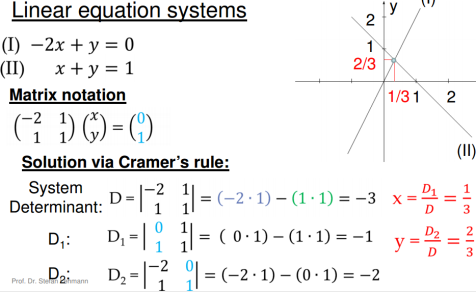 Linear equation systems
(I) −2x + y = 0
(II) x + y = 1
Matrix notation
(−2 1; 1 1) (x; y) = (0; 1)
Solution via Cramer's rule:
System
Determinant: D = |−2 1; 1 1| = (−2 · 1) − (1 · 1) = −3
D₁: D₁ = |0 1; 1 1| = ( 0 · 1) − (1 · 1) = −1
D₂: D₂ = |−2 0; 1 1| = (−2 · 1) − (0 · 1) = −2
x = D₁/D = 1/3
y = D₂/D = 2/3
y
(I)
2
1
2/3
1/3 1 2
(II)
Prof. Dr. Stefan